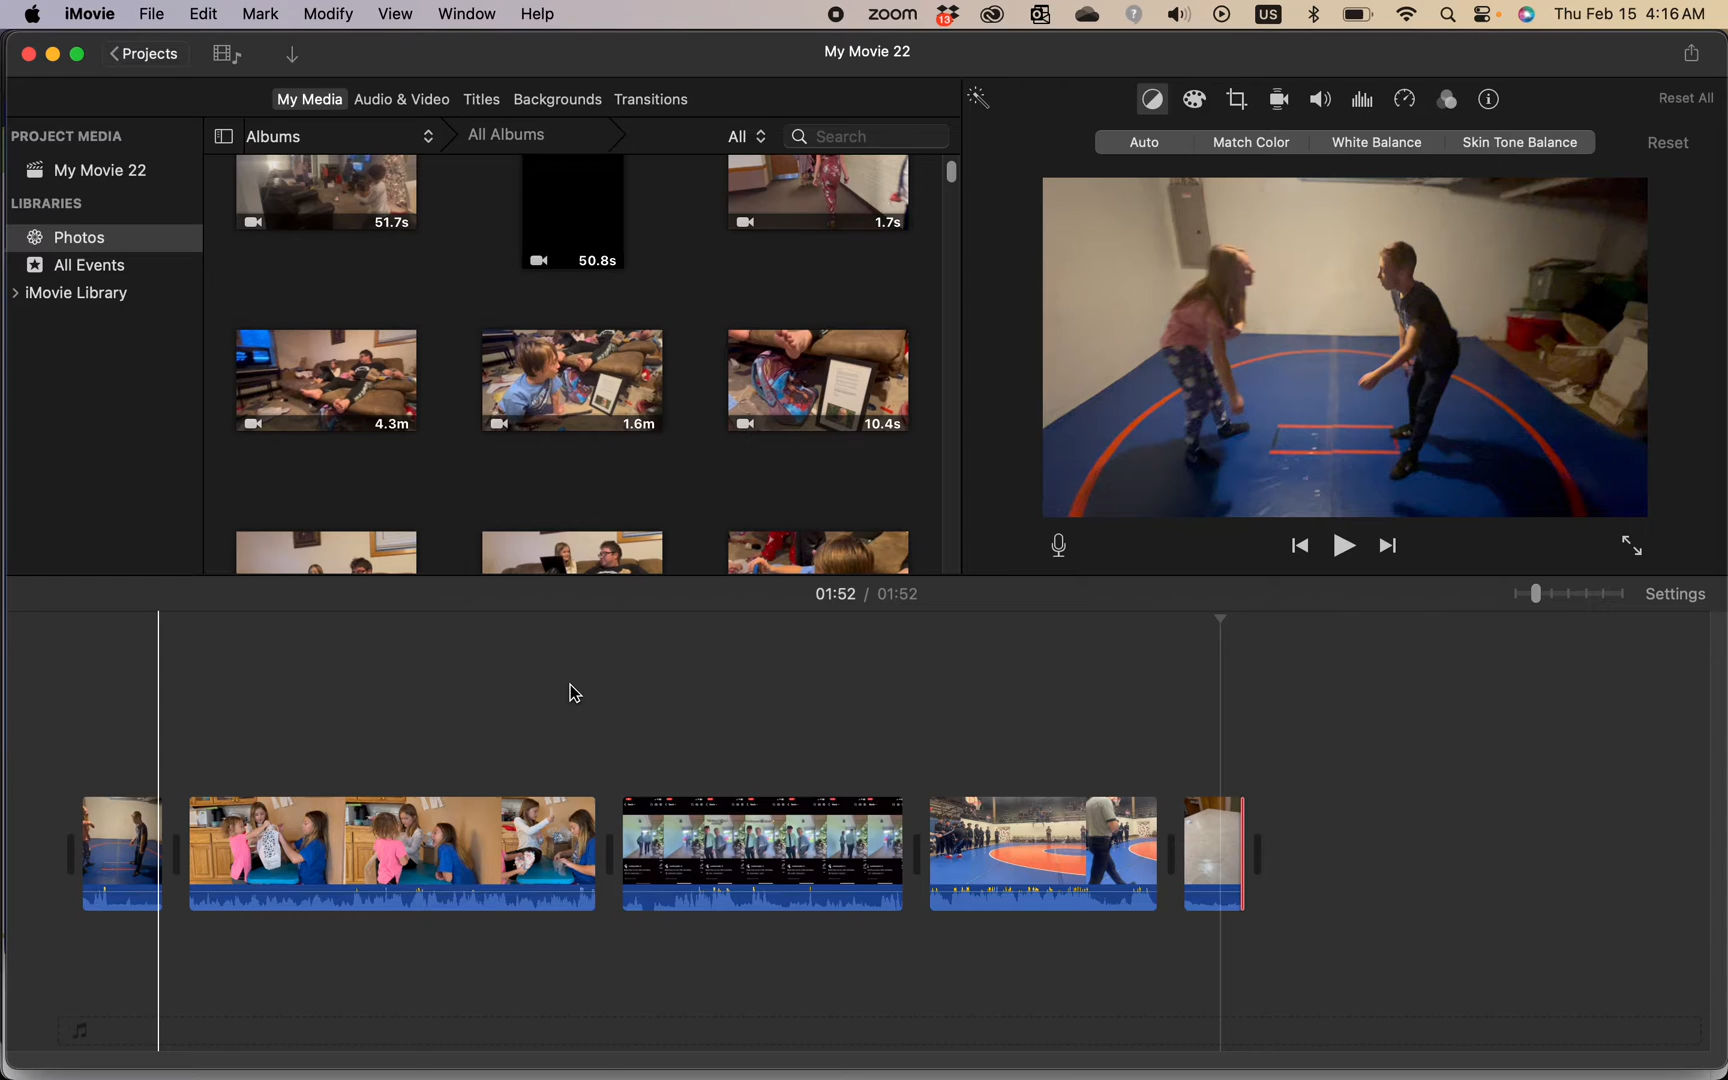 iMovie File Edit Mark Modify View Window Help zoom 13 US Thu Feb 15 4:16 AM
Projects My Movie 22
My Media Audio & Video Titles Backgrounds Transitions Reset All
PROJECT MEDIA Albums All Albums All Search
Auto Match Color White Balance Skin Tone Balance Reset
My Movie 22
LIBRARIES
51.7s 1.7s
Photos
50.8s
All Events
iMovie Library
4.3m 1.6m 10.4s
01:52 / 01:52 Settings